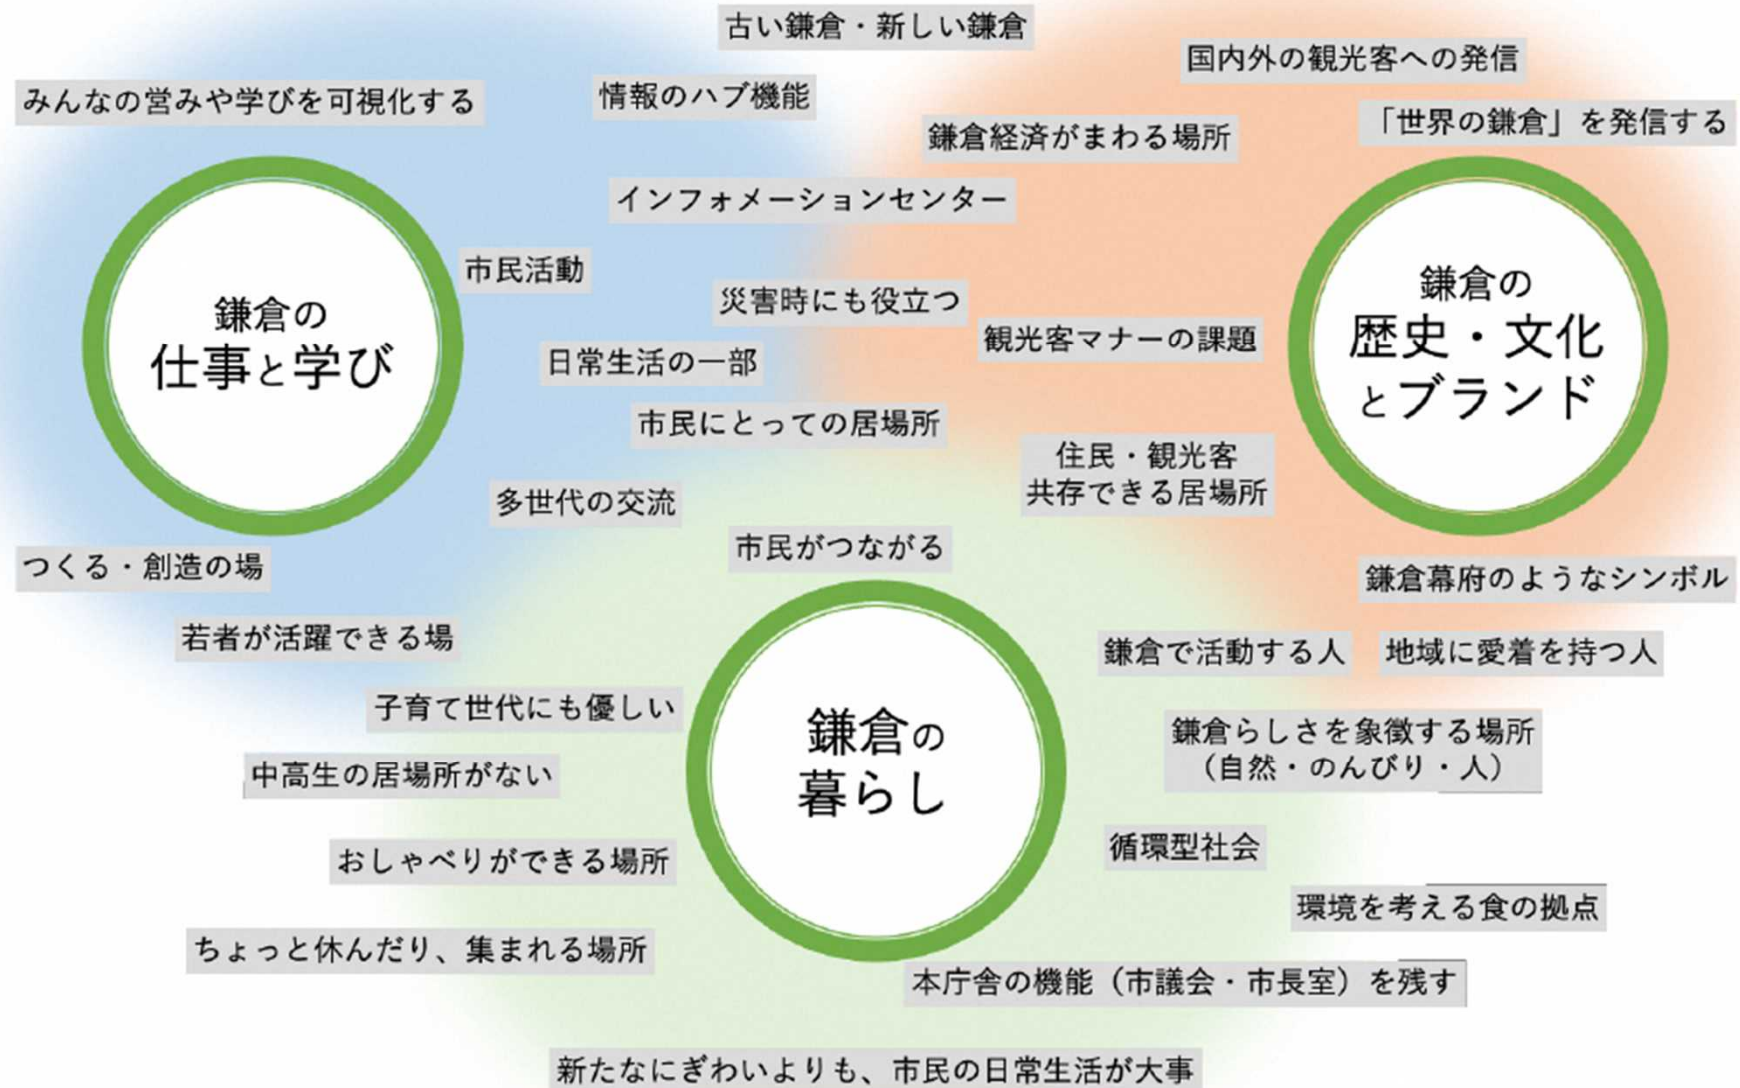 古い鎌倉・新しい鎌倉
国内外の観光客への発信
みんなの営みや学びを可視化する
情報のハブ機能
「世界の鎌倉」を発信する
鎌倉経済がまわる場所
インフォメーションセンター
市民活動
災害時にも役立つ
観光客マナーの課題
鎌倉の
仕事と学び
鎌倉の
歴史・文化
とブランド
日常生活の一部
市民にとっての居場所
住民・観光客
共存できる居場所
多世代の交流
市民がつながる
つくる・創造の場
鎌倉幕府のようなシンボル
若者が活躍できる場
鎌倉で活動する人
地域に愛着を持つ人
子育て世代にも優しい
鎌倉の
暮らし
鎌倉らしさを象徴する場所
（自然・のんびり・人）
中高生の居場所がない
循環型社会
おしゃべりができる場所
環境を考える食の拠点
ちょっと休んだり、集まれる場所
本庁舎の機能（市議会・市長室）を残す
新たなにぎわいよりも、市民の日常生活が大事